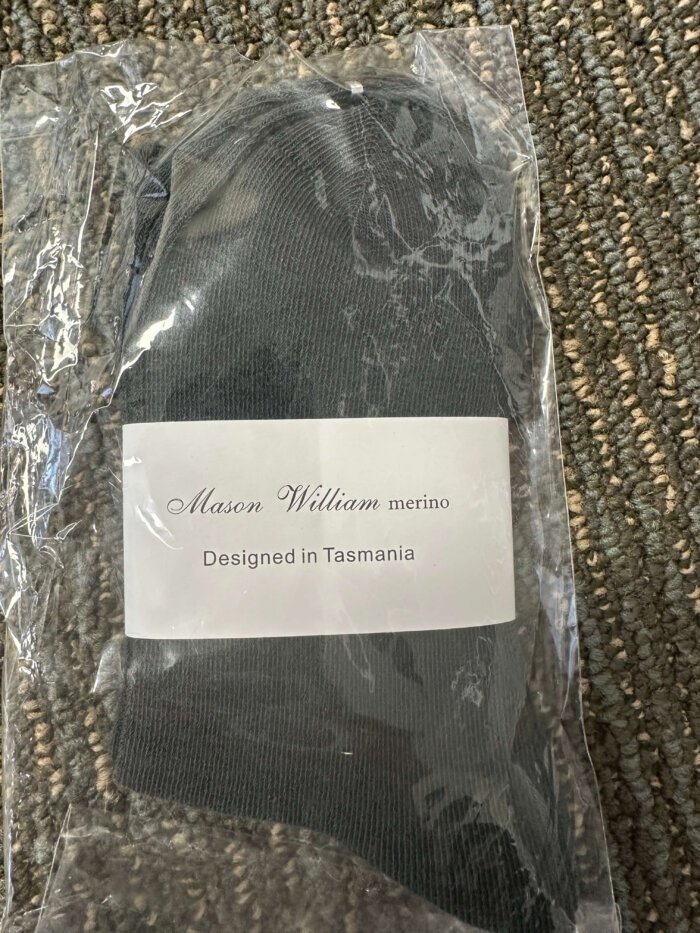 Mason William merino
Designed in Tasmania